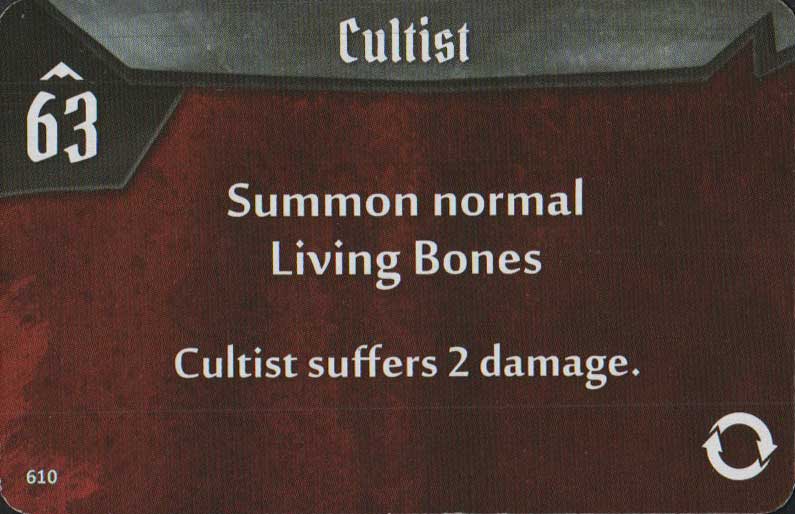 Cultist
63
Summon normal
Living Bones
Cultist suffers 2 damage.
610